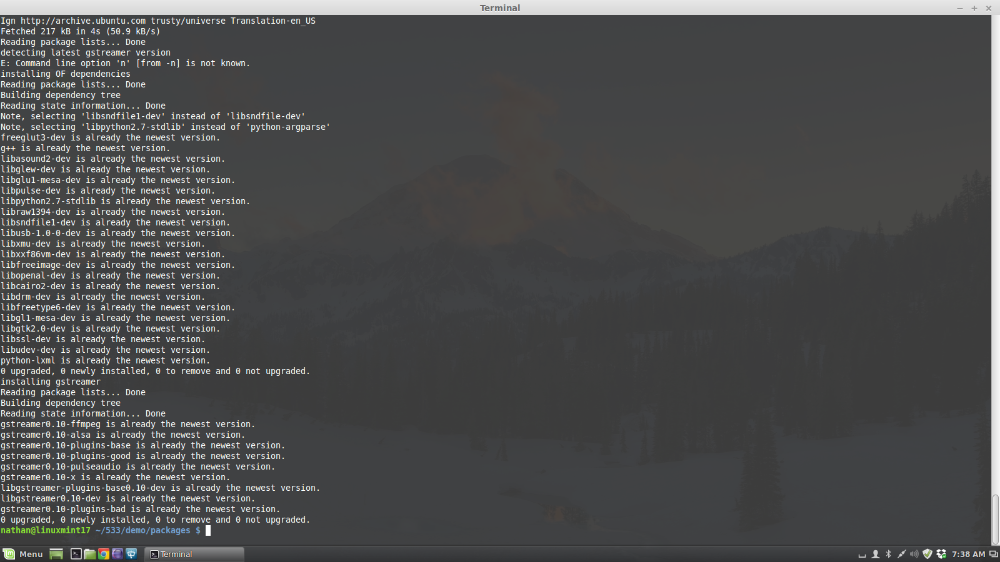 Terminal
Ign http://archive.ubuntu.com trusty/universe Translation-en_US
Fetched 217 kB in 4s (50.9 kB/s)
Reading package lists... Done
detecting latest gstreamer version
E: Command line option 'n' [from -n] is not known.
installing OF dependencies
Reading package lists... Done
Building dependency tree
Reading state information... Done
Note, selecting 'libsndfile1-dev' instead of 'libsndfile-dev'
Note, selecting 'libpython2.7-stdlib' instead of 'python-argparse'
freeglut3-dev is already the newest version.
g++ is already the newest version.
libasound2-dev is already the newest version.
libglew-dev is already the newest version.
libglu1-mesa-dev is already the newest version.
libpulse-dev is already the newest version.
libpython2.7-stdlib is already the newest version.
libraw1394-dev is already the newest version.
libsndfile1-dev is already the newest version.
libusb-1.0-0-dev is already the newest version.
libxmu-dev is already the newest version.
libxxf86vm-dev is already the newest version.
libfreeimage-dev is already the newest version.
libopenal-dev is already the newest version.
libcairo2-dev is already the newest version.
libdrm-dev is already the newest version.
libfreetype6-dev is already the newest version.
libgl1-mesa-dev is already the newest version.
libgtk2.0-dev is already the newest version.
libssl-dev is already the newest version.
libudev-dev is already the newest version.
python-lxml is already the newest version.
0 upgraded, 0 newly installed, 0 to remove and 0 not upgraded.
installing gstreamer
Reading package lists... Done
Building dependency tree
Reading state information... Done
gstreamer0.10-ffmpeg is already the newest version.
gstreamer0.10-alsa is already the newest version.
gstreamer0.10-plugins-base is already the newest version.
gstreamer0.10-plugins-good is already the newest version.
gstreamer0.10-pulseaudio is already the newest version.
gstreamer0.10-x is already the newest version.
libgstreamer-plugins-base0.10-dev is already the newest version.
libgstreamer0.10-dev is already the newest version.
gstreamer0.10-plugins-bad is already the newest version.
0 upgraded, 0 newly installed, 0 to remove and 0 not upgraded.
nathan@linuxmint17 ~/533/demo/packages $
Menu Terminal 7:38 AM